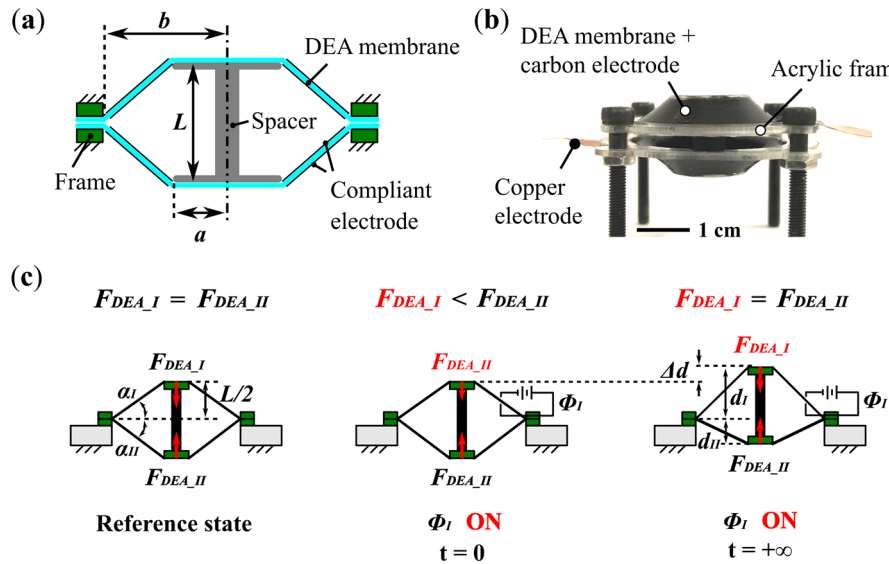 (a)
b
DEA membrane
L
Spacer
Frame
Compliant
electrode
a
(b)
DEA membrane +
carbon electrode
Acrylic fram
Copper
electrode
1 cm
(c)
F_DEA_I = F_DEA_II
F_DEA_I < F_DEA_II
F_DEA_I = F_DEA_II
F_DEA_I
α_I
L/2
α_II
F_DEA_II
Reference state
F_DEA_II
Φ_I
F_DEA_II
Φ_I ON
t = 0
Δd
F_DEA_I
d_I
Φ_I
d_II
F_DEA_II
Φ_I ON
t = +∞